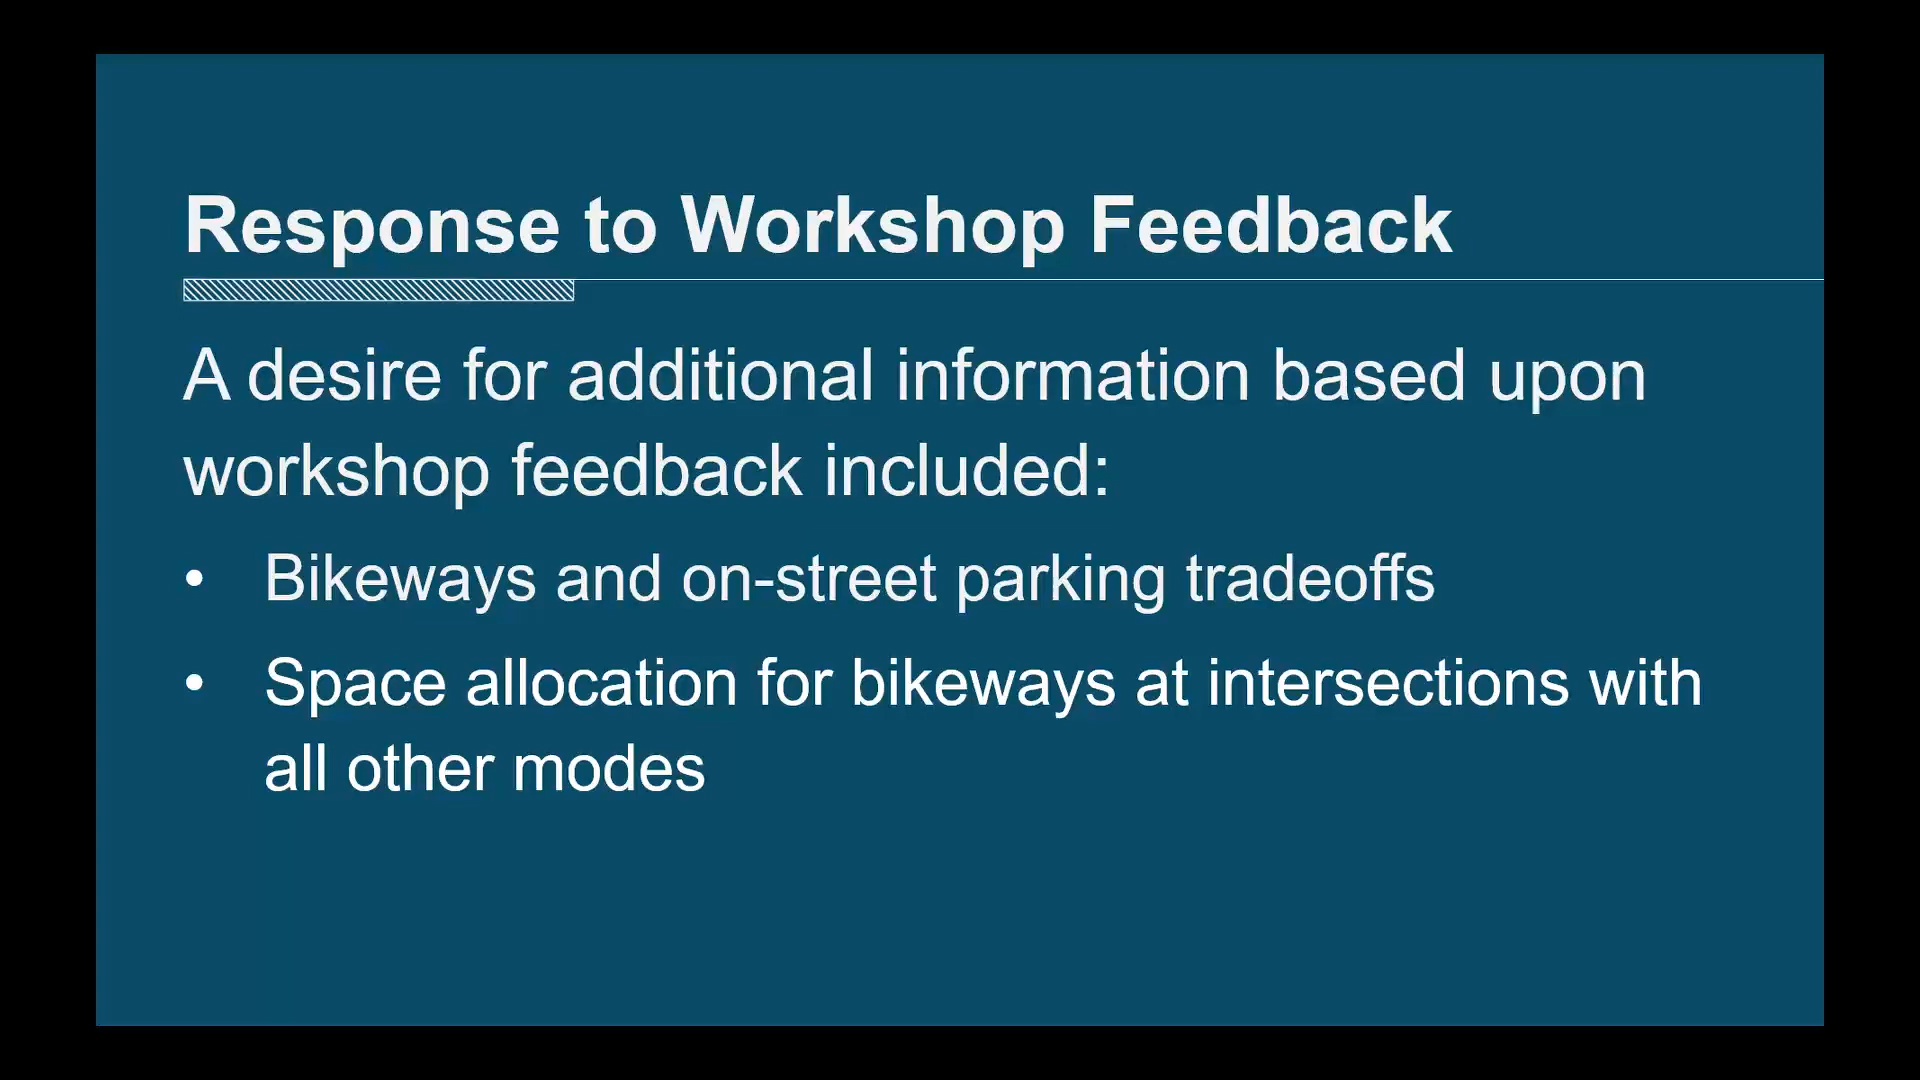 Response to Workshop Feedback
A desire for additional information based upon
workshop feedback included:
• Bikeways and on-street parking tradeoffs
• Space allocation for bikeways at intersections with
all other modes